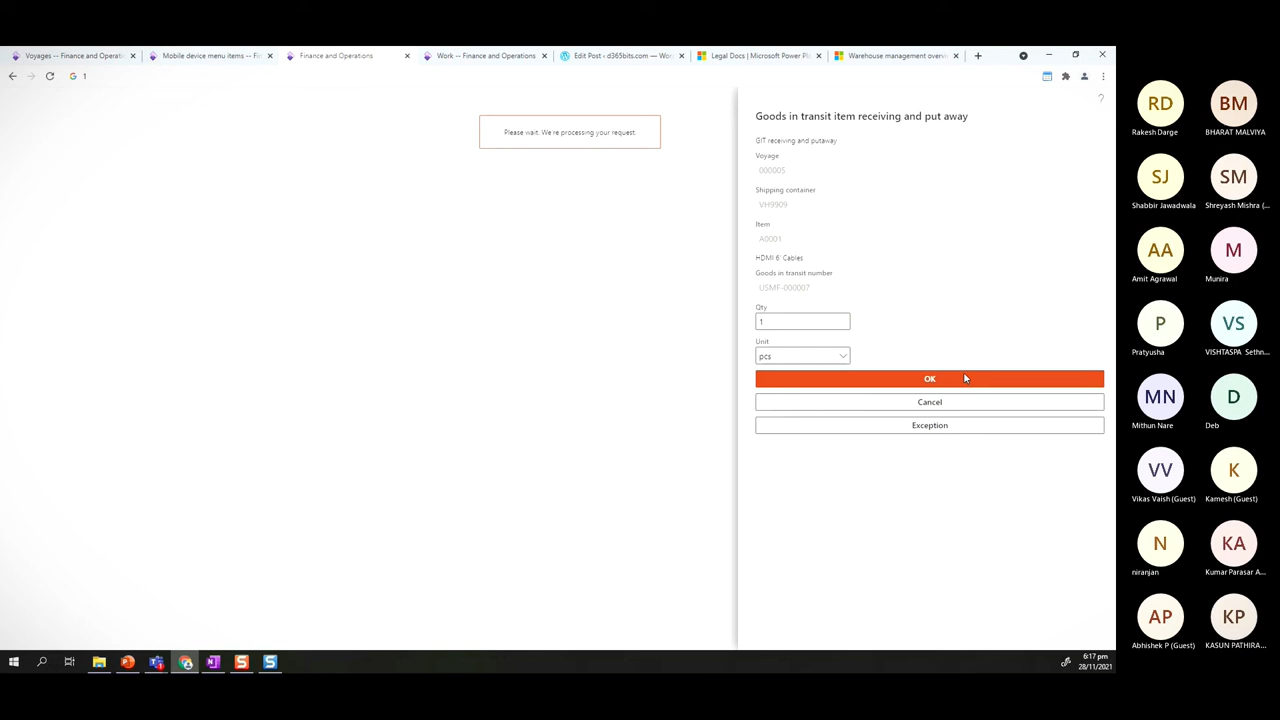 Voyages -- Finance and Operati
Mobile device menu items -- Fi
Finance and Operations
Work -- Finance and Operations
Edit Post ‹ d365bits.com — Wor
Legal Docs | Microsoft Power Pl
Warehouse management overv
G 1
?
Please wait. We're processing your request.
Goods in transit item receiving and put away
GIT receiving and putaway
Voyage
000005
Shipping container
VH9909
Item
A0001
HDMI 6' Cables
Goods in transit number
USMF-000007
Qty
1
Unit
pcs
OK
Cancel
Exception
RD
BM
Rakesh Darge
BHARAT MALVIYA
SJ
SM
Shabbir Jawadwala
Shreyash Mishra (...
AA
M
Amit Agrawal
Munira
P
VS
Pratyusha
VISHTASPA Sethn...
MN
D
Mithun Nare
Deb
VV
K
Vikas Vaish (Guest)
Kamesh (Guest)
N
KA
niranjan
Kumar Parasar A...
AP
KP
Abhishek P (Guest)
KASUN PATHIRA...
6:17 pm
28/11/2021